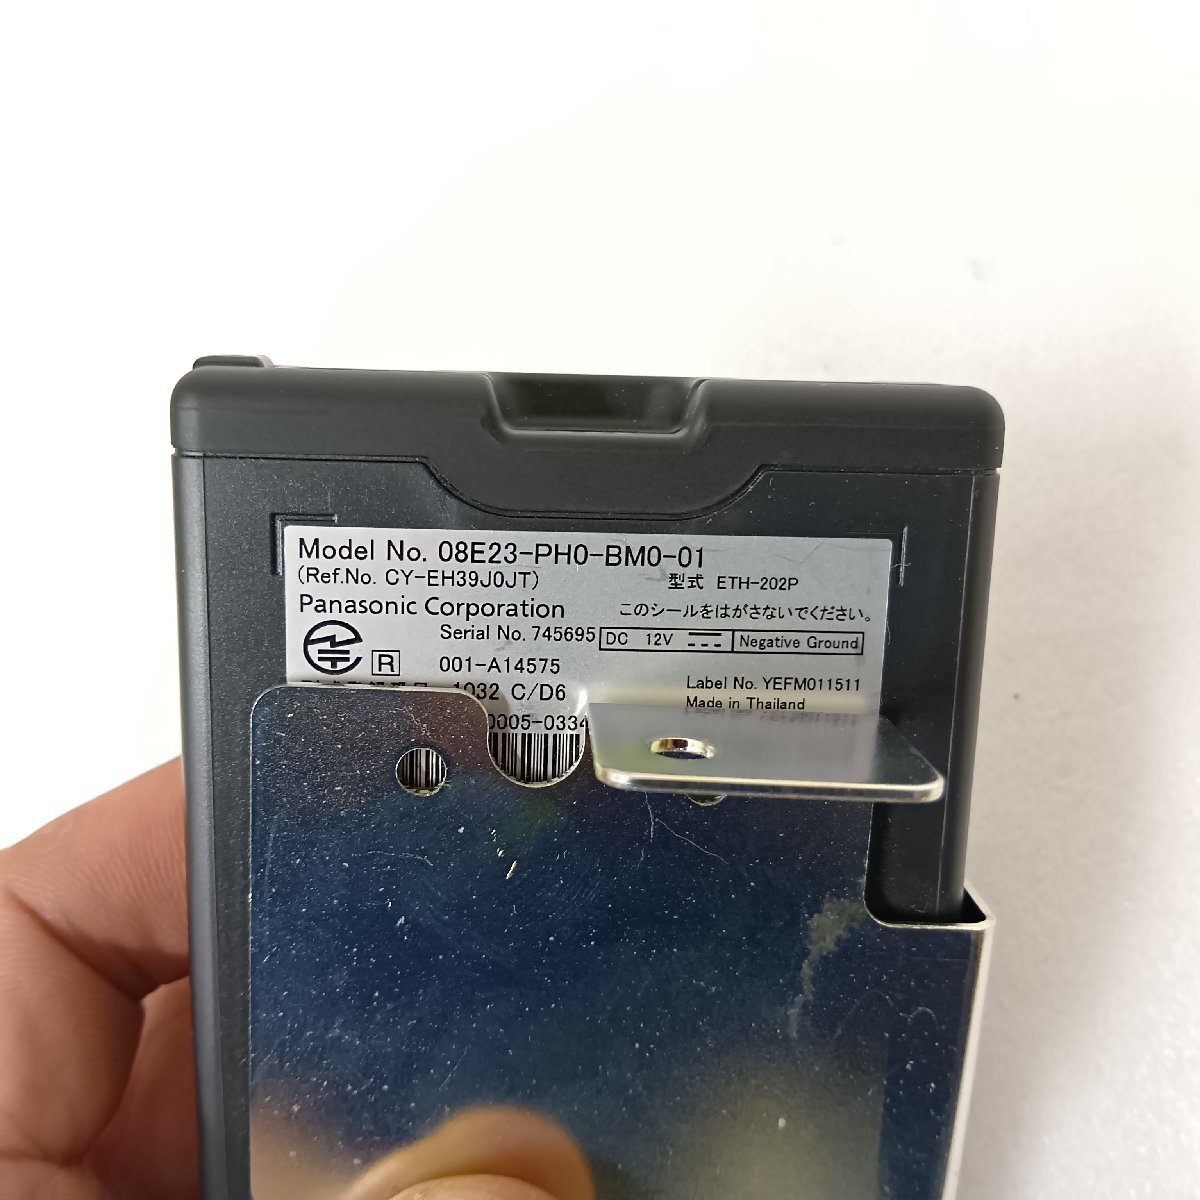 Model No. 08E23-PH0-BM0-01
(Ref.No. CY-EH39J0JT) 型式 ETH-202P
Panasonic Corporation このシールをはがさないでください。
Serial No. 745695 DC 12V Negative Ground
R 001-A14575
1032 C/D6 Label No. YEFM011511
Made in Thailand
0005-0334